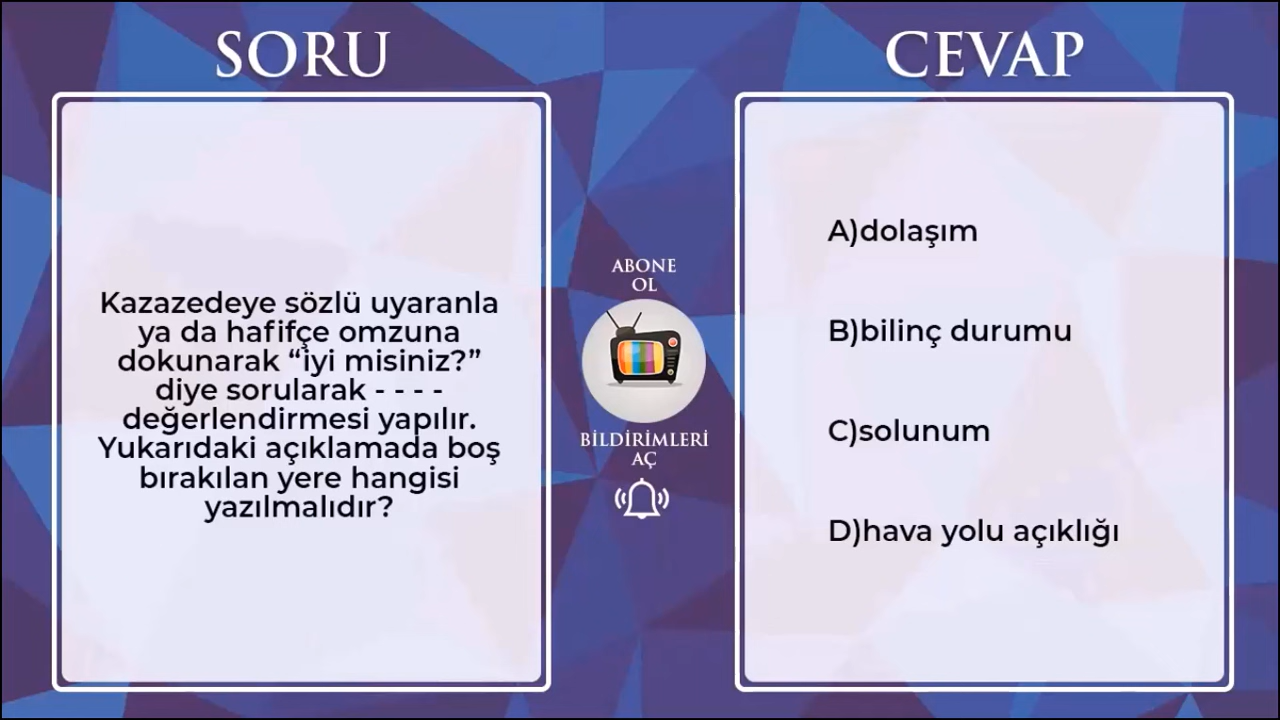 SORU
Kazazedeye sözlü uyaranla
ya da hafifçe omzuna
dokunarak “iyi misiniz?”
diye sorularak - - - -
değerlendirmesi yapılır.
Yukarıdaki açıklamada boş
bırakılan yere hangisi
yazılmalıdır?
ABONE
OL
BİLDİRİMLERİ
AÇ
CEVAP
A)dolaşım
B)bilinç durumu
C)solunum
D)hava yolu açıklığı